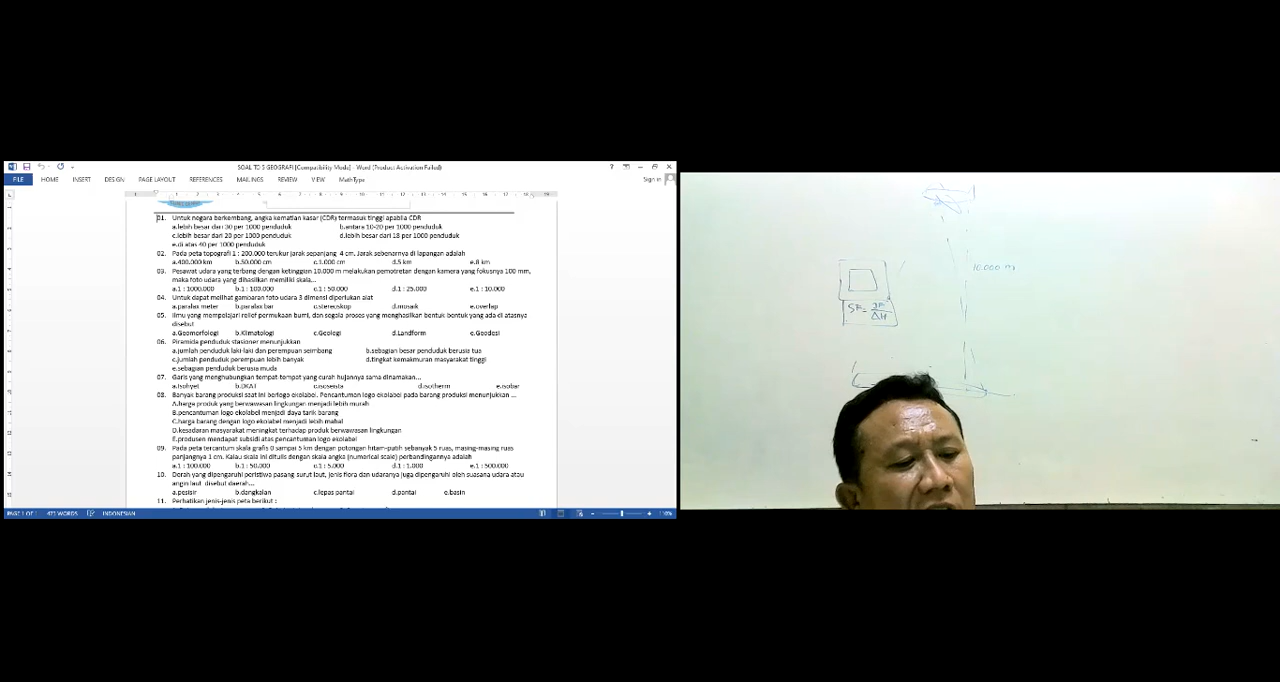 SOAL TO 5 GEOGRAFI [Compatibility Mode] - Word (Product Activation Failed)
FILE HOME INSERT DESIGN PAGE LAYOUT REFERENCES MAILINGS REVIEW VIEW MathType Sign in
01. Untuk negara berkembang, angka kematian kasar (CDR) termasuk tinggi apabila CDR
a.lebih besar dari 30 per 1000 penduduk b.antara 10-20 per 1000 penduduk
c.lebih besar dari 20 per 1000 penduduk d.lebih besar dari 18 per 1000 penduduk
e.di atas 40 per 1000 penduduk
02. Pada peta topografi 1 : 200.000 terukur jarak sepanjang 4 cm. Jarak sebenarnya di lapangan adalah
a.400.000 km b.50.000 cm c.1.000 cm d.5 km e.8 km
03. Pesawat udara yang terbang dengan ketinggian 10.000 m melakukan pemotretan dengan kamera yang fokusnya 100 mm,
maka foto udara yang dihasilkan memiliki skala...
a.1 : 1000.000 b.1 : 100.000 c.1 : 50.000 d.1 : 25.000 e.1 : 10.000
04. Untuk dapat melihat gambaran foto udara 3 dimensi diperlukan alat
a.paralax meter b.paralax bar c.stereoskop d.mosaik e.overlap
05. Ilmu yang mempelajari relief permukaan bumi, dan segala proses yang menghasilkan bentuk-bentuk yang ada di atasnya
disebut
a.Geomorfologi b.Klimatologi c.Geologi d.Landform e.Geodesi
06. Piramida penduduk stasioner menunjukkan
a.jumlah penduduk laki-laki dan perempuan seimbang b.sebagian besar penduduk berusia tua
c.jumlah penduduk perempuan lebih banyak d.tingkat kemakmuran masyarakat tinggi
e.sebagian penduduk berusia muda
07. Garis yang menghubungkan tempat-tempat yang curah hujannya sama dinamakan...
a.Isohyet b.DKAT c.isoseista d.isotherm e.isobar
08. Banyak barang produksi saat ini berlogo ekolabel. Pencantuman logo ekolabel pada barang produksi menunjukkan ...
A.harga produk yang berwawasan lingkungan menjadi lebih murah
B.pencantuman logo ekolabel menjadi daya tarik barang
C.harga barang dengan logo ekolabel menjadi lebih mahal
D.kesadaran masyarakat meningkat terhadap produk berwawasan lingkungan
E.produsen mendapat subsidi atas pencantuman logo ekolabel
09. Pada peta tercantum skala grafis 0 sampai 5 km dengan potongan hitam-putih sebanyak 5 ruas, masing-masing ruas
panjangnya 1 cm. Kalau skala ini ditulis dengan skala angka (numerical scale) perbandingannya adalah
a.1 : 100.000 b.1 : 50.000 c.1 : 5.000 d.1 : 1.000 e.1 : 500.000
10. Derah yang dipengaruhi peristiwa pasang surut laut, jenis flora dan udaranya juga dipengaruhi oleh suasana udara atau
angin laut disebut daerah...
a.pesisir b.dangkalan c.lepas pantai d.pantai e.basin
11. Perhatikan jenis-jenis peta berikut :
PAGE 1 OF 473 WORDS INDONESIAN
10.000 m